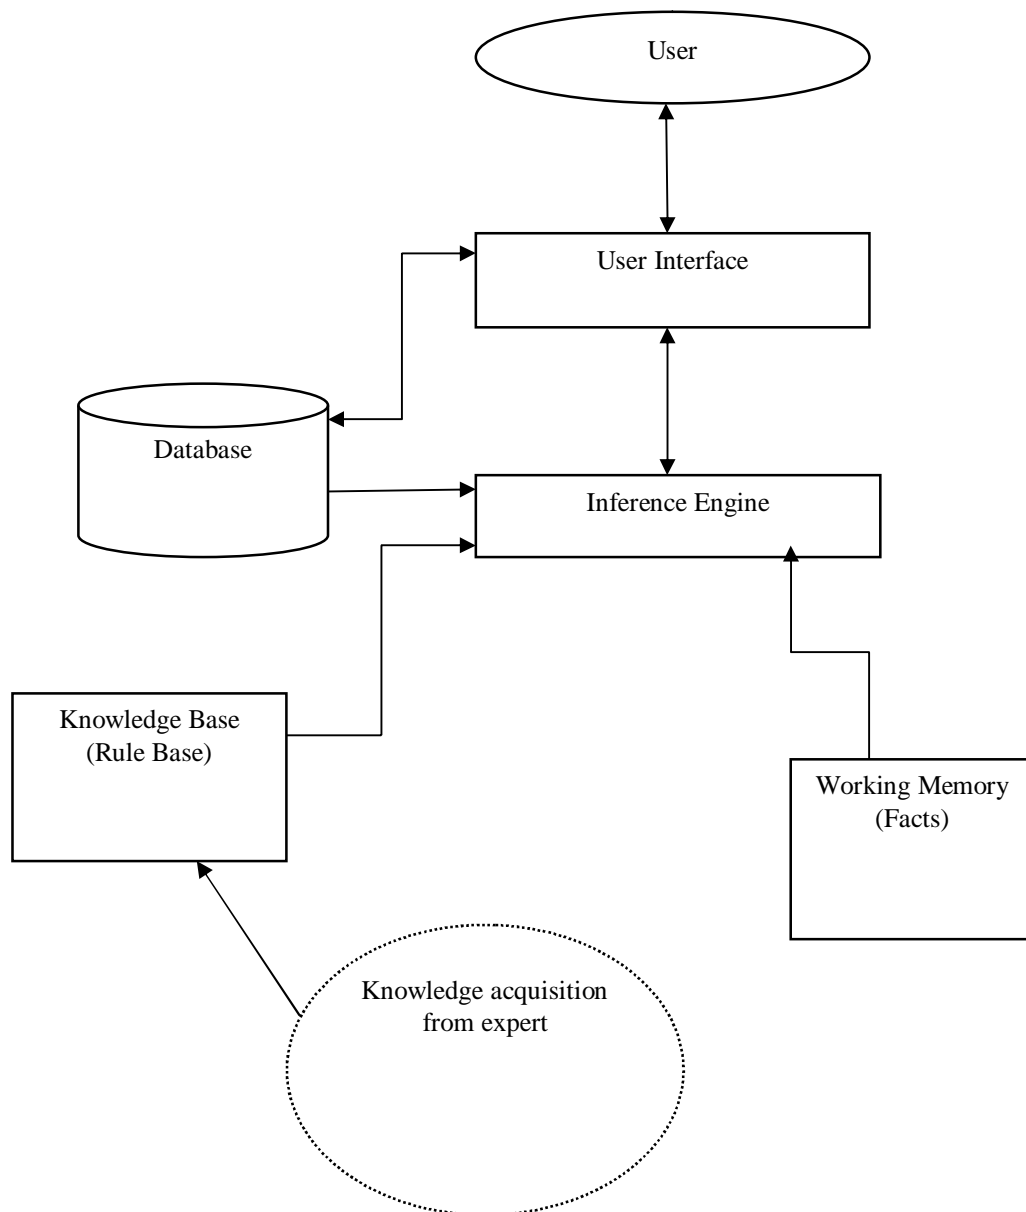 User
User Interface
Database
Inference Engine
Knowledge Base
(Rule Base)
Working Memory
(Facts)
Knowledge acquisition
from expert